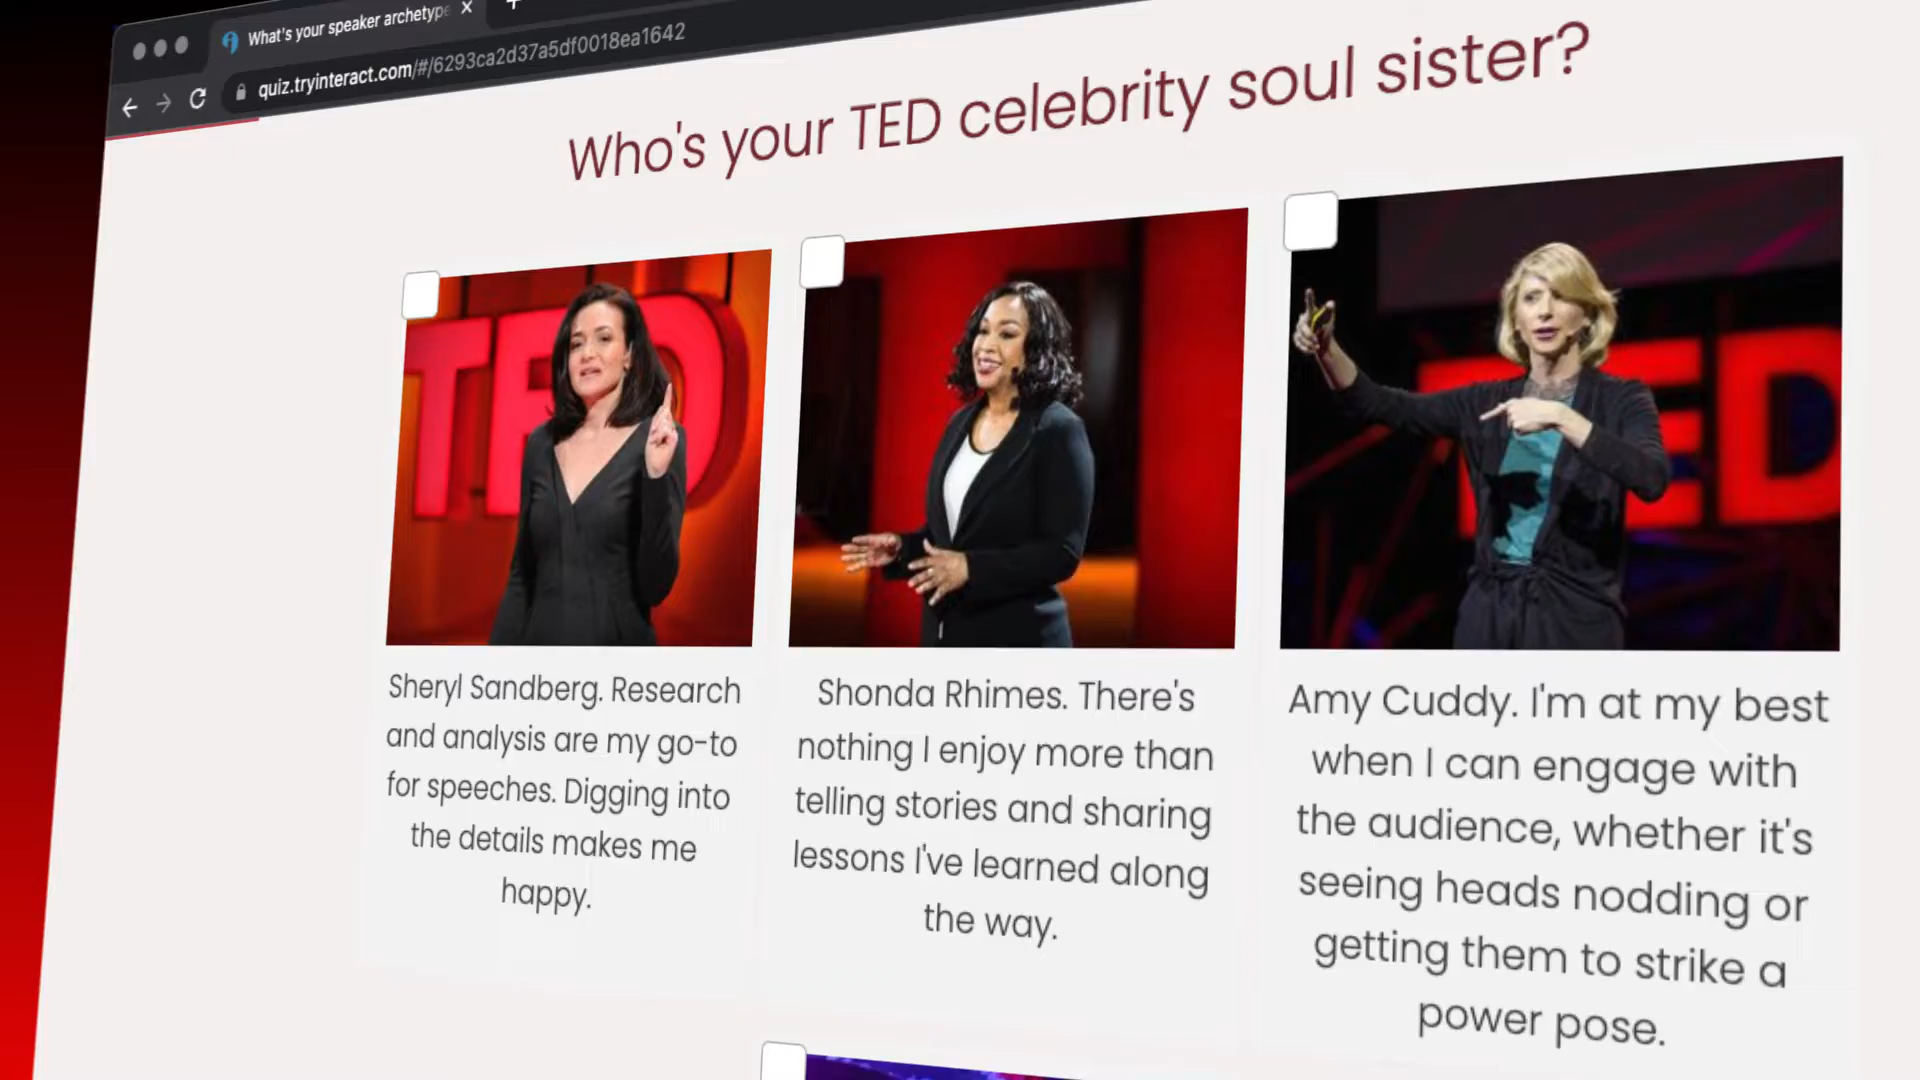 What's your speaker archetype
quiz.tryinteract.com/#/6293ca2d37a5df0018ea1642
Who's your TED celebrity soul sister?
TED
TED
Sheryl Sandberg. Research
and analysis are my go-to
for speeches. Digging into
the details makes me
happy.
Shonda Rhimes. There's
nothing I enjoy more than
telling stories and sharing
lessons I've learned along
the way.
Amy Cuddy. I'm at my best
when I can engage with
the audience, whether it's
seeing heads nodding or
getting them to strike a
power pose.